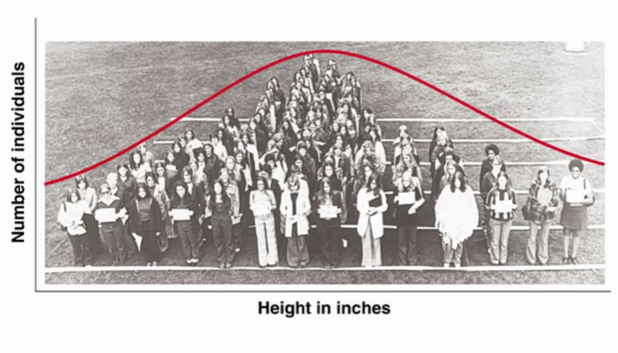 Number of individuals
Height in inches